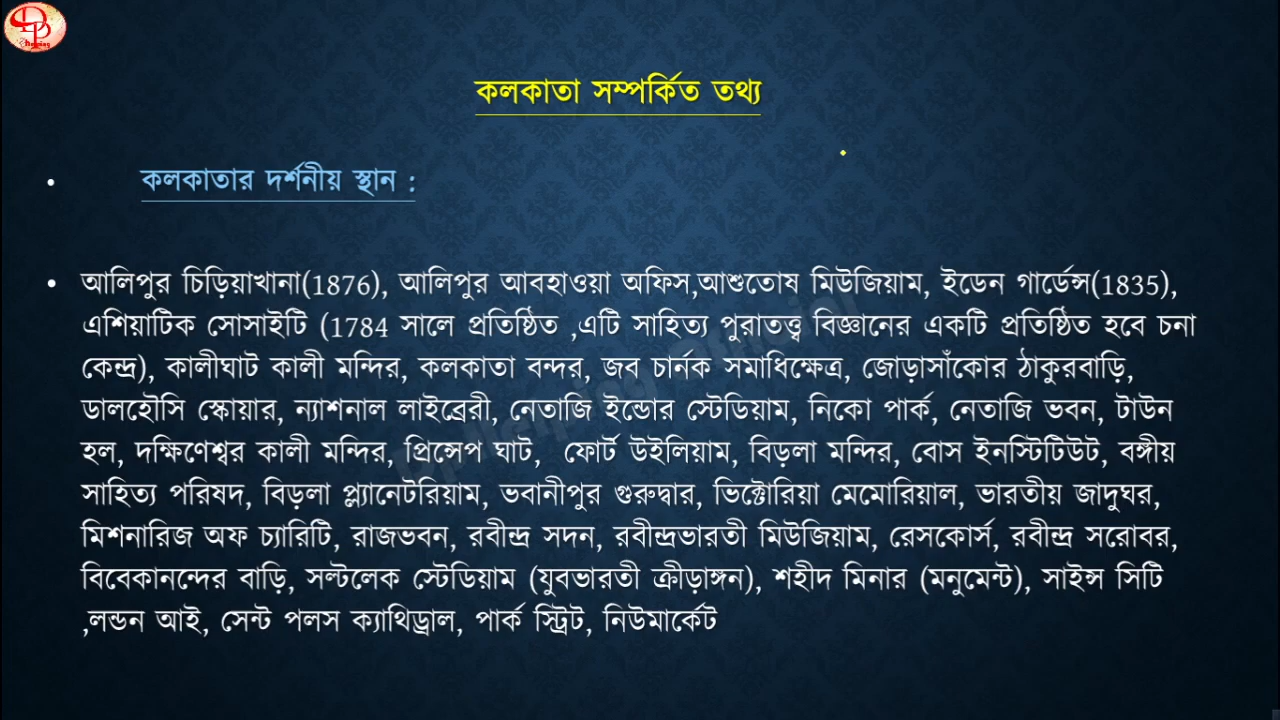 কলকাতা সম্পর্কিত তথ্য
• কলকাতার দর্শনীয় স্থান :
• আলিপুর চিড়িয়াখানা(1876), আলিপুর আবহাওয়া অফিস,আশুতোষ মিউজিয়াম, ইডেন গার্ডেন্স(1835),
এশিয়াটিক সোসাইটি (1784 সালে প্রতিষ্ঠিত ,এটি সাহিত্য পুরাতত্ত্ব বিজ্ঞানের একটি প্রতিষ্ঠিত হবে চনা
কেন্দ্র), কালীঘাট কালী মন্দির, কলকাতা বন্দর, জব চার্নক সমাধিক্ষেত্র, জোড়াসাঁকোর ঠাকুরবাড়ি,
ডালহৌসি স্কোয়ার, ন্যাশনাল লাইব্রেরী, নেতাজি ইন্ডোর স্টেডিয়াম, নিকো পার্ক, নেতাজি ভবন, টাউন
হল, দক্ষিণেশ্বর কালী মন্দির, প্রিন্সেপ ঘাট, ফোর্ট উইলিয়াম, বিড়লা মন্দির, বোস ইনস্টিটিউট, বঙ্গীয়
সাহিত্য পরিষদ, বিড়লা প্ল্যানেটরিয়াম, ভবানীপুর গুরুদ্বার, ভিক্টোরিয়া মেমোরিয়াল, ভারতীয় জাদুঘর,
মিশনারিজ অফ চ্যারিটি, রাজভবন, রবীন্দ্র সদন, রবীন্দ্রভারতী মিউজিয়াম, রেসকোর্স, রবীন্দ্র সরোবর,
বিবেকানন্দের বাড়ি, সল্টলেক স্টেডিয়াম (যুবভারতী ক্রীড়াঙ্গন), শহীদ মিনার (মনুমেন্ট), সাইন্স সিটি
,লন্ডন আই, সেন্ট পলস ক্যাথিড্রাল, পার্ক স্ট্রিট, নিউমার্কেট